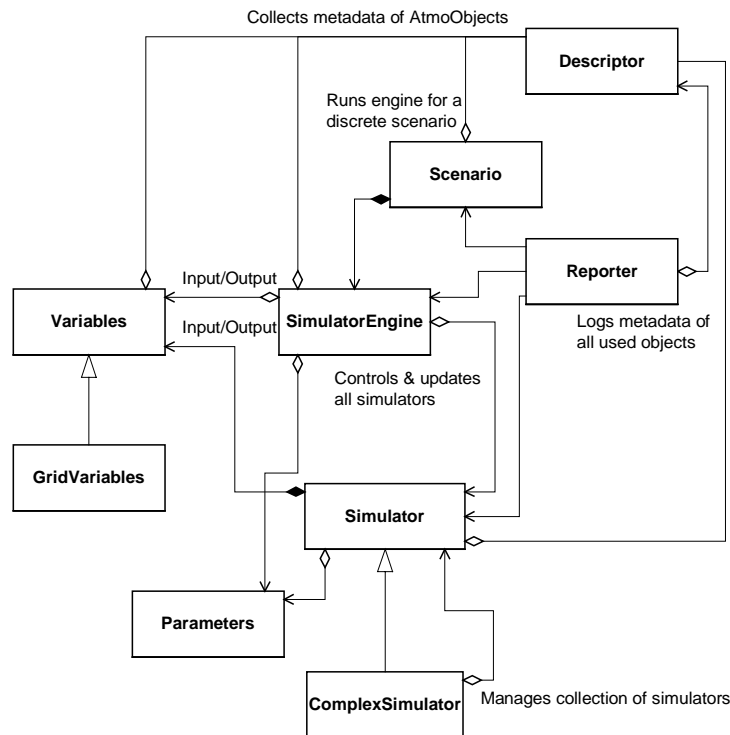 Collects metadata of AtmoObjects
Descriptor
Runs engine for a
discrete scenario
Scenario
Reporter
Input/Output
Variables
SimulatorEngine
Input/Output
Logs metadata of
all used objects
Controls & updates
all simulators
GridVariables
Simulator
Parameters
ComplexSimulator
Manages collection of simulators